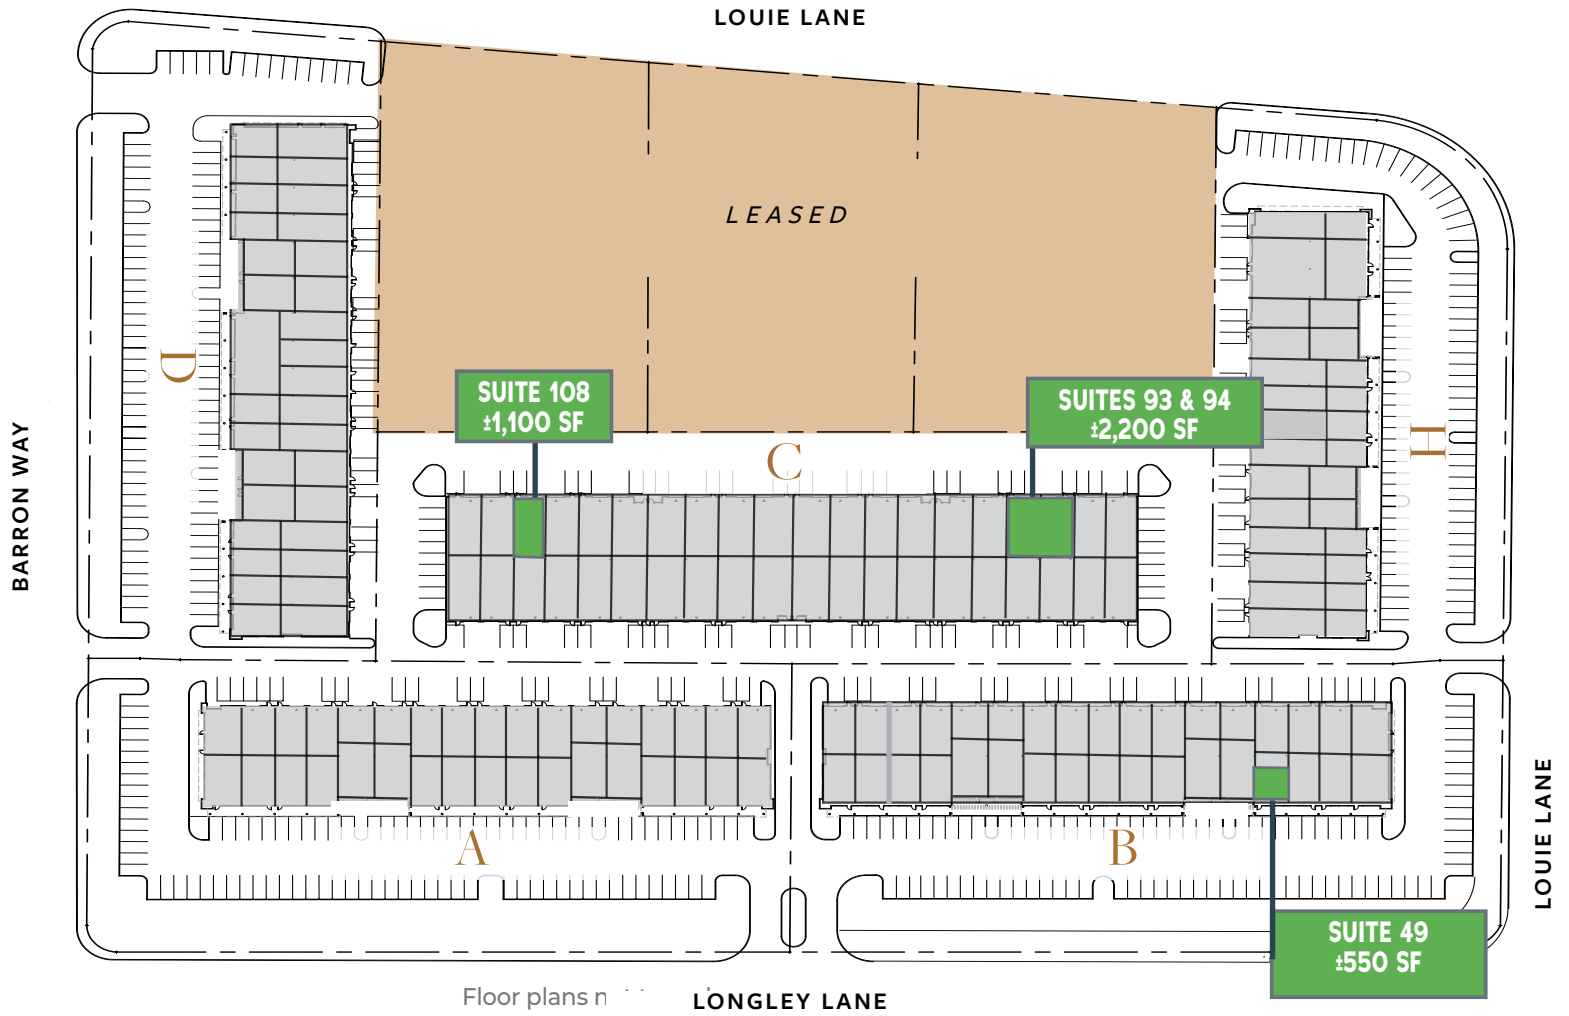 LOUIE LANE
LEASED
D
SUITE 108
±1,100 SF
SUITES 93 & 94
±2,200 SF
C
H
BARRON WAY
A
B
LOUIE LANE
SUITE 49
±550 SF
Floor plans
LONGLEY LANE